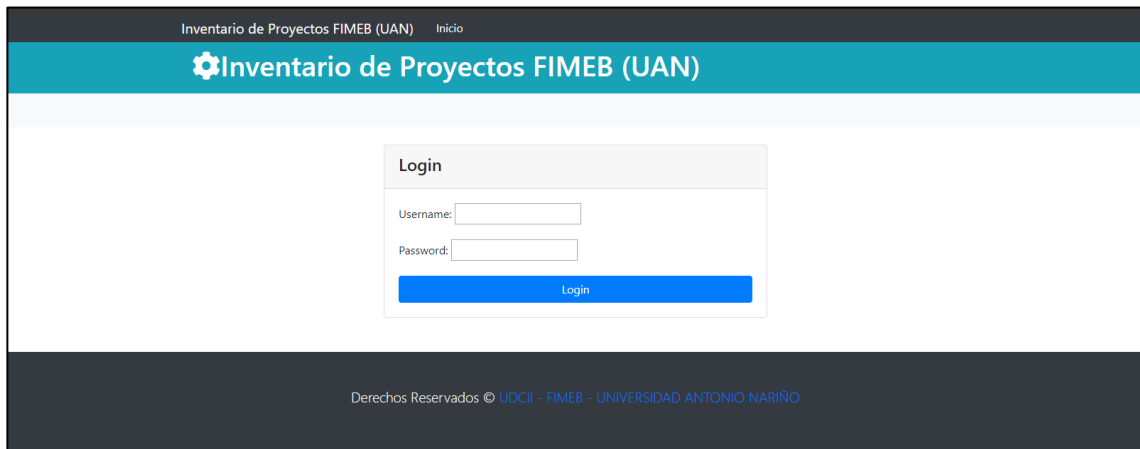 Inventario de Proyectos FIMEB (UAN) Inicio
Inventario de Proyectos FIMEB (UAN)
Login
Username:
Password:
Login
Derechos Reservados © UDCII - FIMEB - UNIVERSIDAD ANTONIO NARIÑO